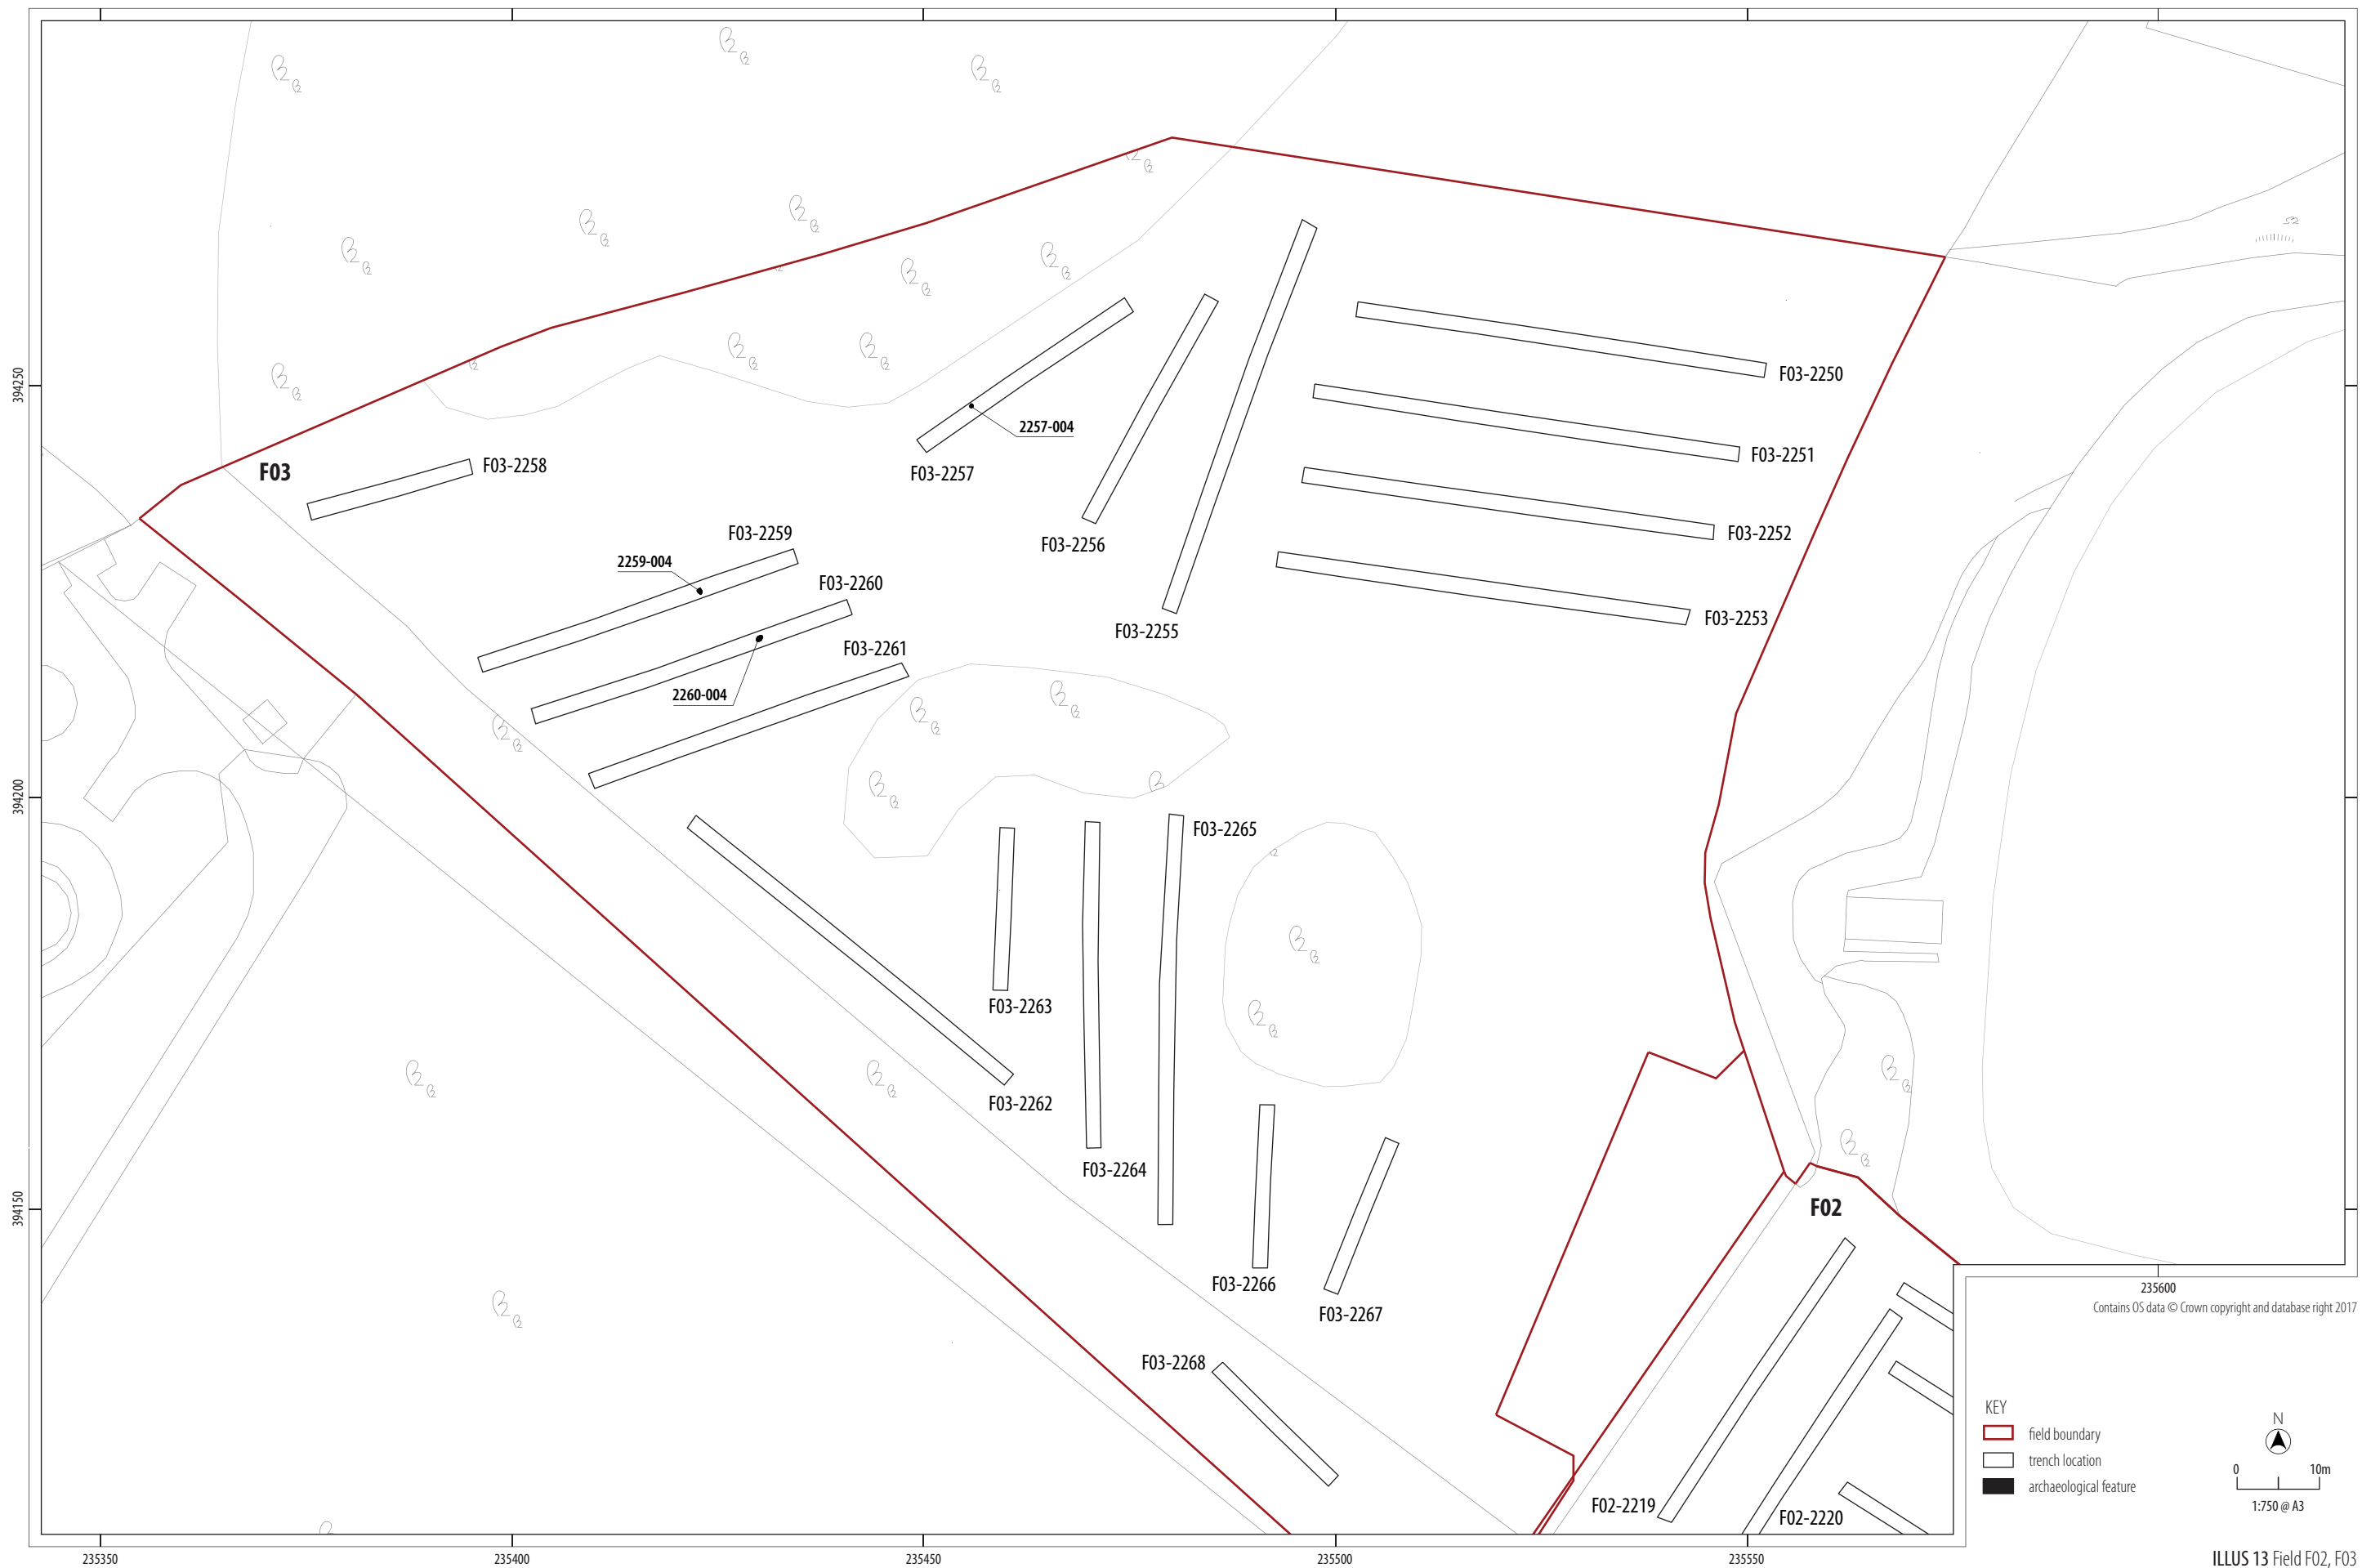 394250
394200
394150
F03-2250
F03-2251
F03-2252
F03-2253
F03-2255
F03-2256
2257-004
F03-2257
F03
F03-2258
F03-2259
2259-004
F03-2260
2260-004
F03-2261
F03-2265
F03-2263
F03-2262
F03-2264
F03-2266
F03-2267
F03-2268
F02
F02-2219
F02-2220
235600
Contains OS data © Crown copyright and database right 2017
KEY
field boundary
trench location
archaeological feature
N
0 10m
1:750 @ A3
235350 235400 235450 235500 235550
ILLUS 13 Field F02, F03